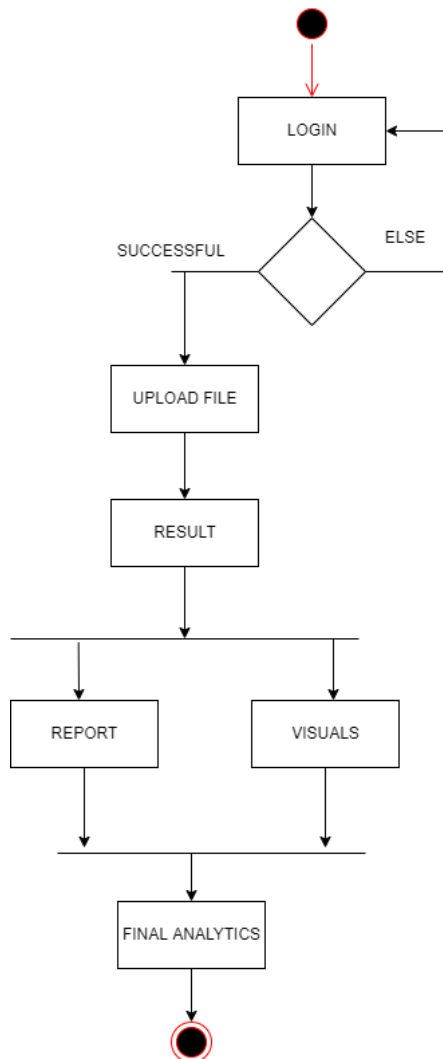 LOGIN
SUCCESSFUL
ELSE
UPLOAD FILE
RESULT
REPORT
VISUALS
FINAL ANALYTICS